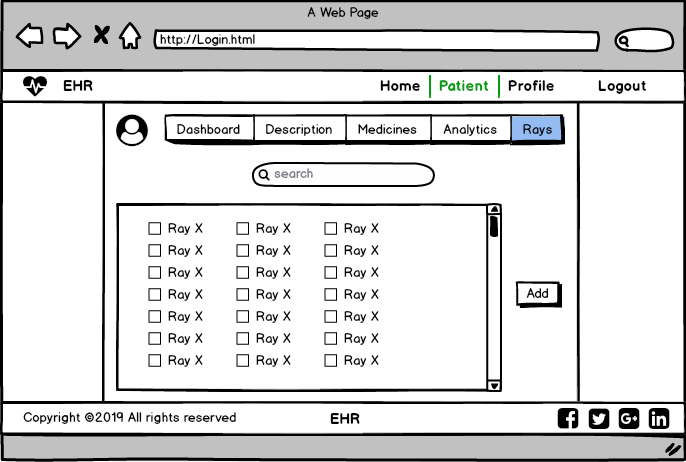 A Web Page
http://Login.html
EHR Home Patient Profile Logout
Dashboard Description Medicines Analytics Rays
search
Ray X Ray X Ray X
Ray X Ray X Ray X
Ray X Ray X Ray X
Ray X Ray X Ray X
Add
Ray X Ray X Ray X
Ray X Ray X Ray X
Ray X Ray X Ray X
Copyright ©2019 All rights reserved EHR